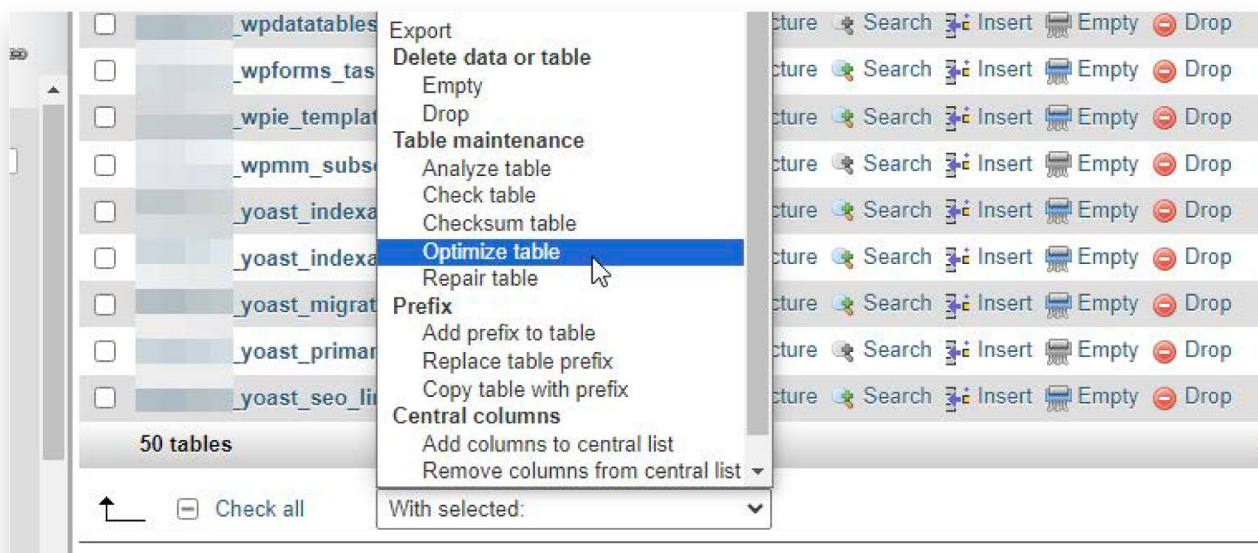 _wpdatatables Export cture Search Insert Empty Drop
Delete data or table
_wpforms_tas Empty cture Search Insert Empty Drop
Drop
_wpie_templat cture Search Insert Empty Drop
Table maintenance
_wpmm_subs Analyze table cture Search Insert Empty Drop
Check table
_yoast_indexa Checksum table cture Search Insert Empty Drop
_yoast_indexa Optimize table cture Search Insert Empty Drop
Repair table
_yoast_migrat Prefix cture Search Insert Empty Drop
Add prefix to table
_yoast_primar Replace table prefix cture Search Insert Empty Drop
_yoast_seo_li Copy table with prefix cture Search Insert Empty Drop
Central columns
50 tables Add columns to central list
Remove columns from central list
Check all With selected: